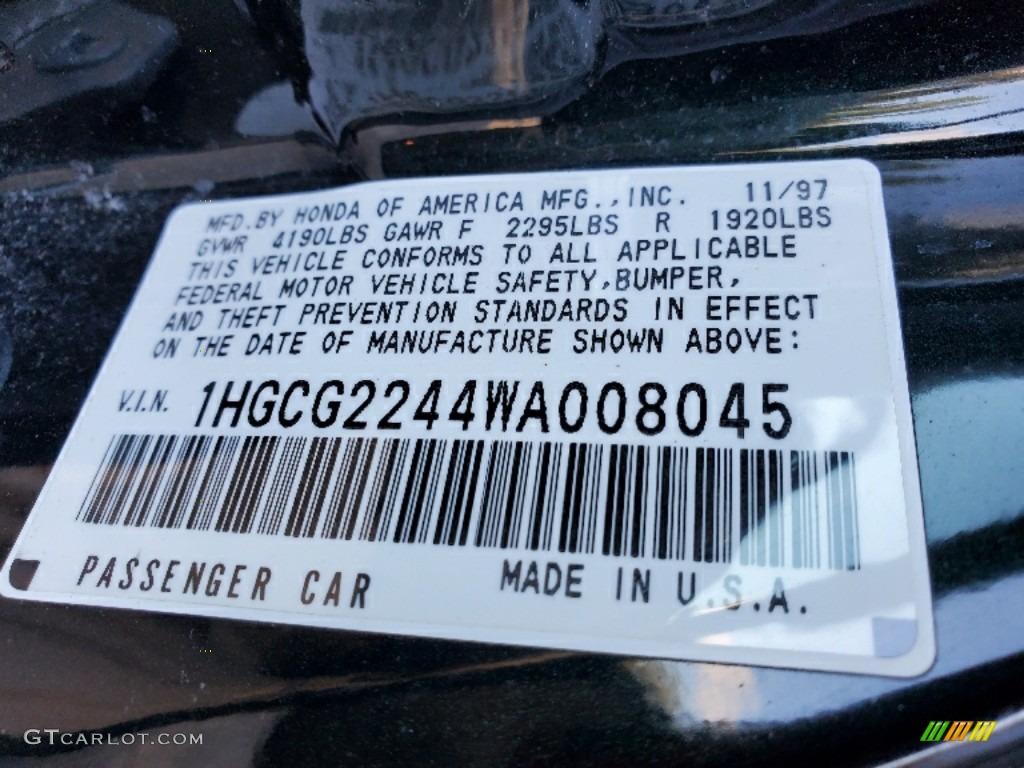 MFD.BY HONDA OF AMERICA MFG.,INC. 11/97
GVWR 4190LBS GAWR F 2295LBS R 1920LBS
THIS VEHICLE CONFORMS TO ALL APPLICABLE
FEDERAL MOTOR VEHICLE SAFETY,BUMPER,
AND THEFT PREVENTION STANDARDS IN EFFECT
ON THE DATE OF MANUFACTURE SHOWN ABOVE:
V.I.N. 1HGCG2244WA008045
PASSENGER CAR MADE IN U.S.A.
GTCARLOT.COM